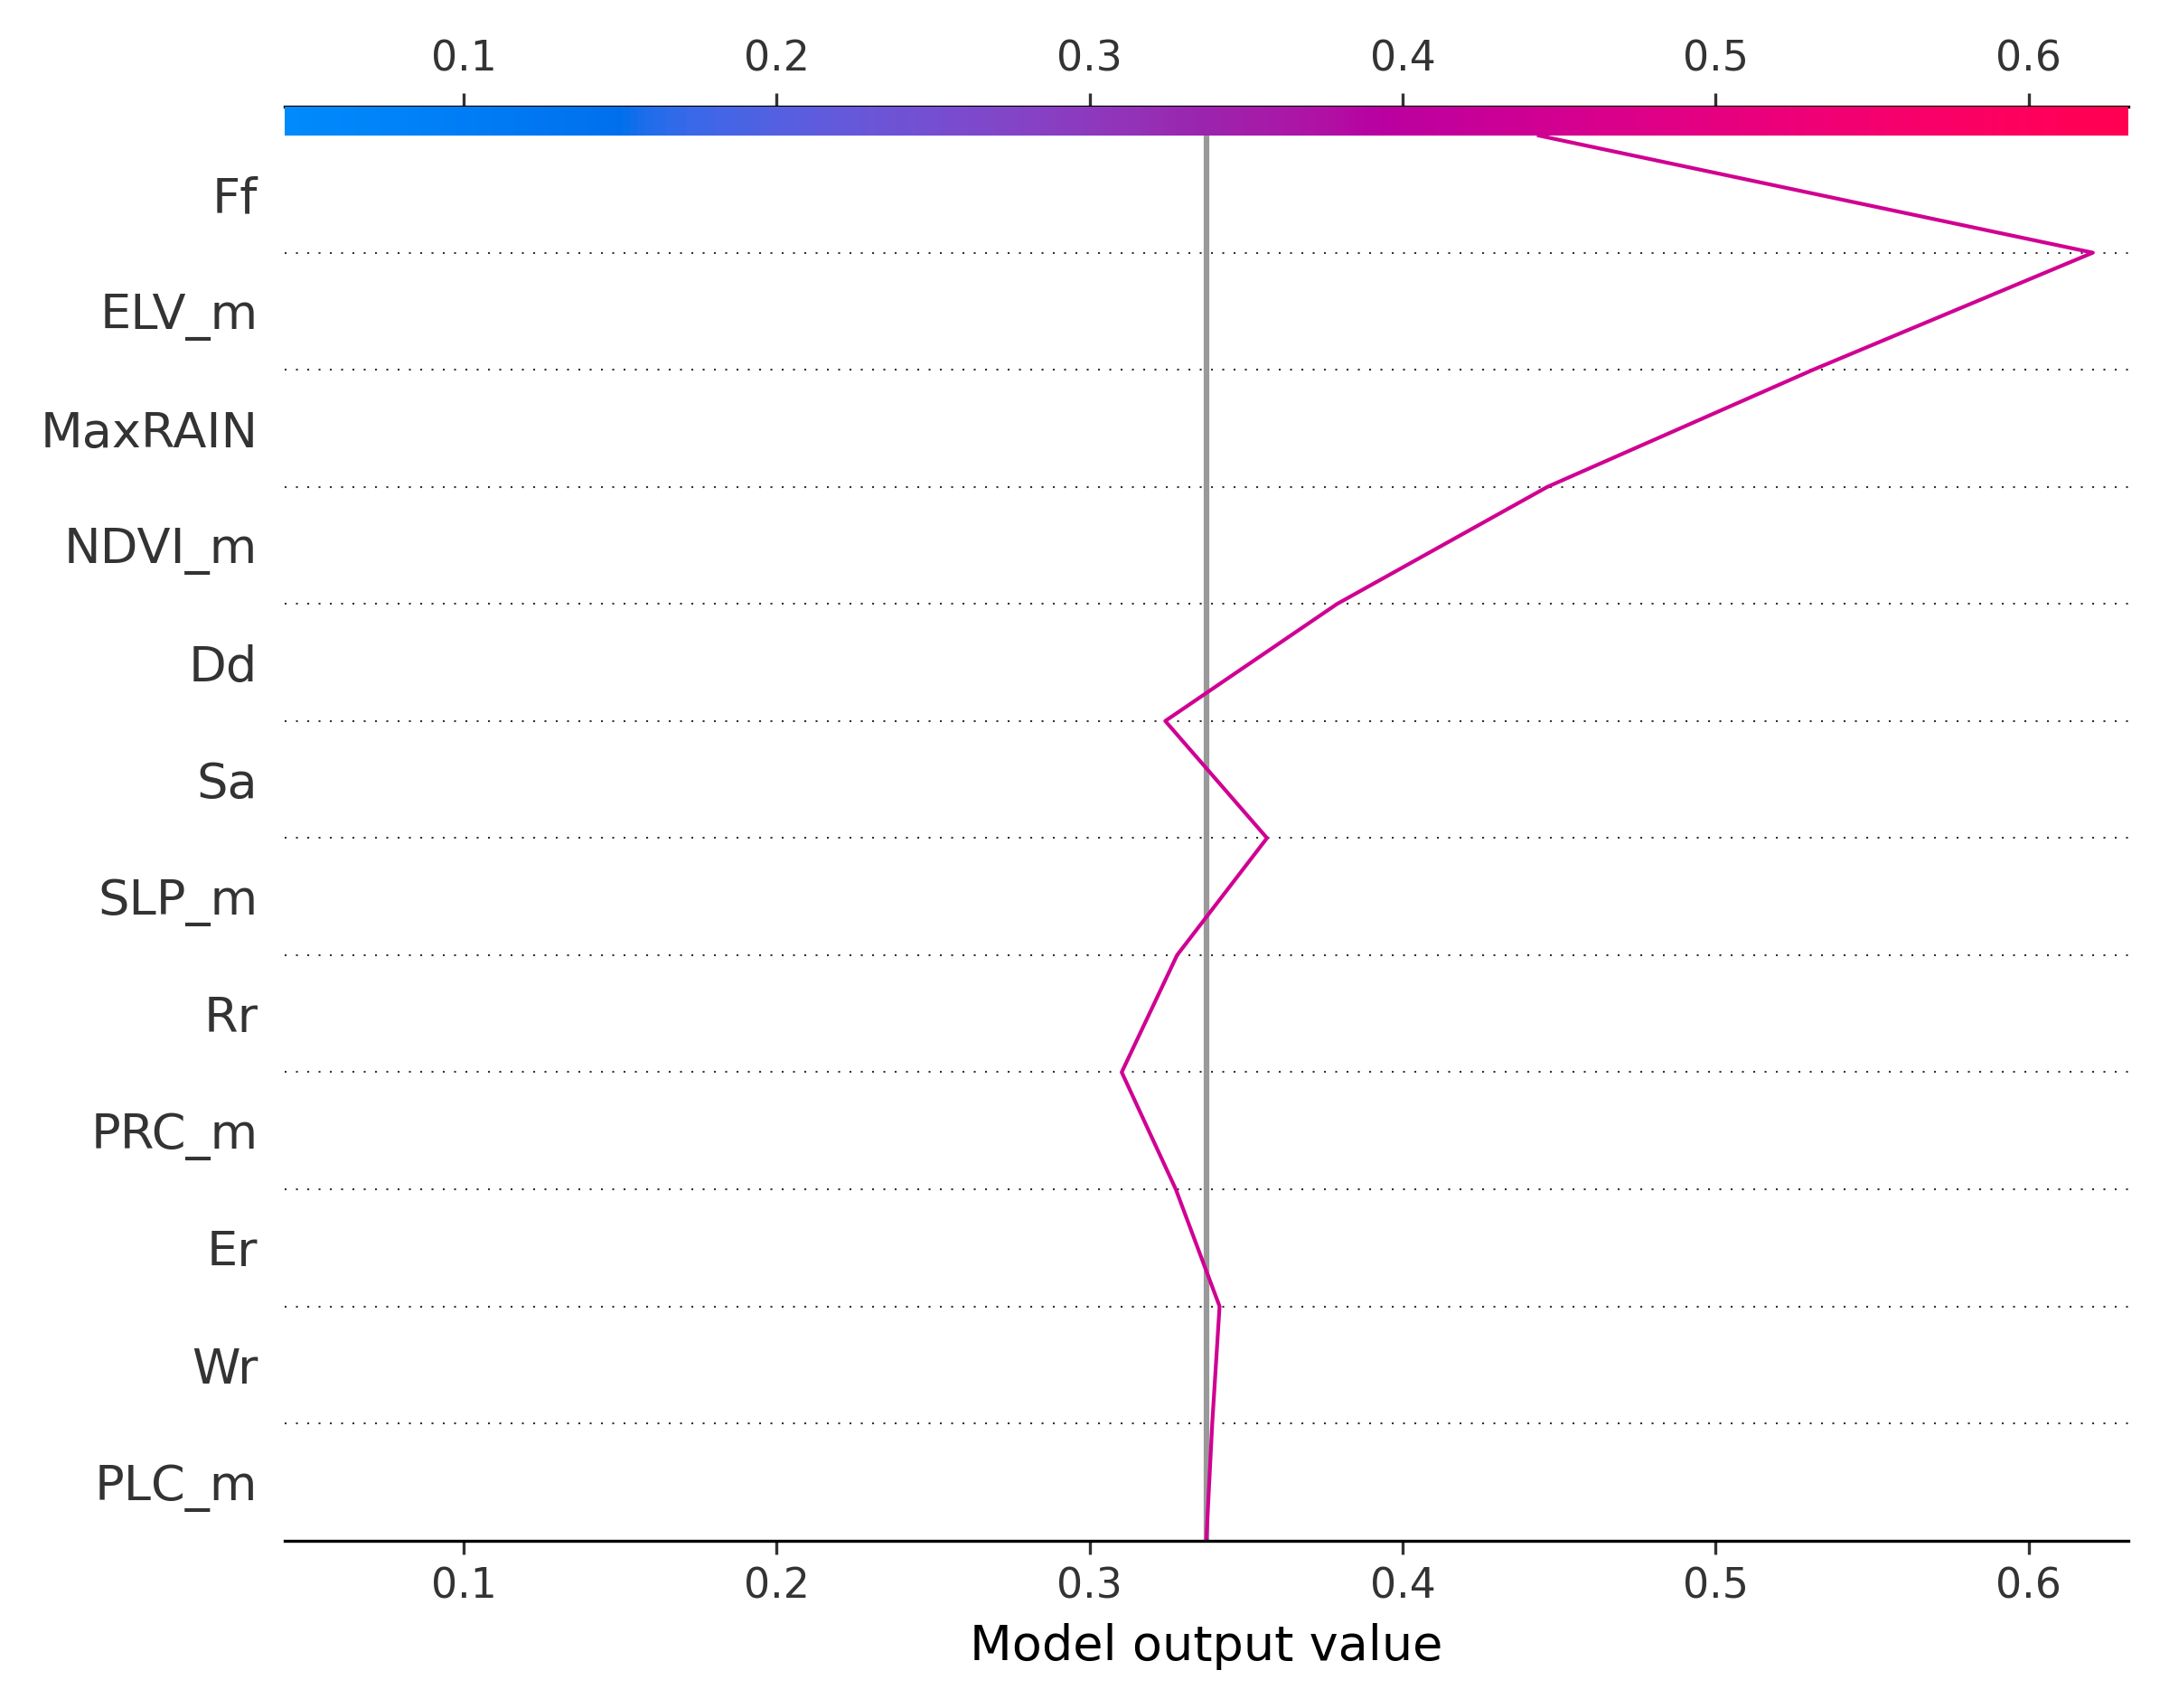 0.1 0.2 0.3 0.4 0.5 0.6
Ff
ELV_m
MaxRAIN
NDVI_m
Dd
Sa
SLP_m
Rr
PRC_m
Er
Wr
PLC_m
0.1 0.2 0.3 0.4 0.5 0.6
Model output value